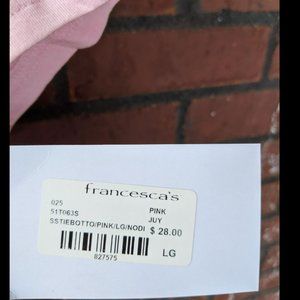 francesca's
025
51T063S PINK
JUY
SSTIEBOTTO/PINK/LG/NODI $ 28.00
LG
827575